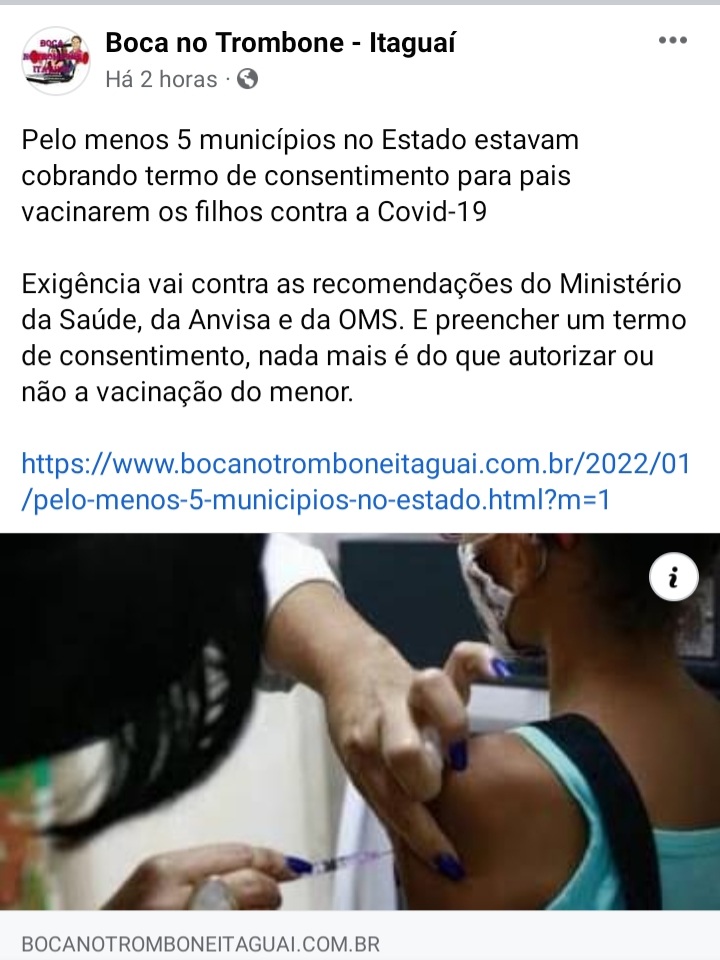 BOCA
ITAGUAÍ
Boca no Trombone - Itaguaí
Há 2 horas ·
Pelo menos 5 municípios no Estado estavam
cobrando termo de consentimento para pais
vacinarem os filhos contra a Covid-19
Exigência vai contra as recomendações do Ministério
da Saúde, da Anvisa e da OMS. E preencher um termo
de consentimento, nada mais é do que autorizar ou
não a vacinação do menor.
https://www.bocanotromboneitaguai.com.br/2022/01
/pelo-menos-5-municipios-no-estado.html?m=1
i
BOCANOTROMBONEITAGUAI.COM.BR